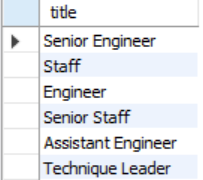 title
Senior Engineer
Staff
Engineer
Senior Staff
Assistant Engineer
Technique Leader